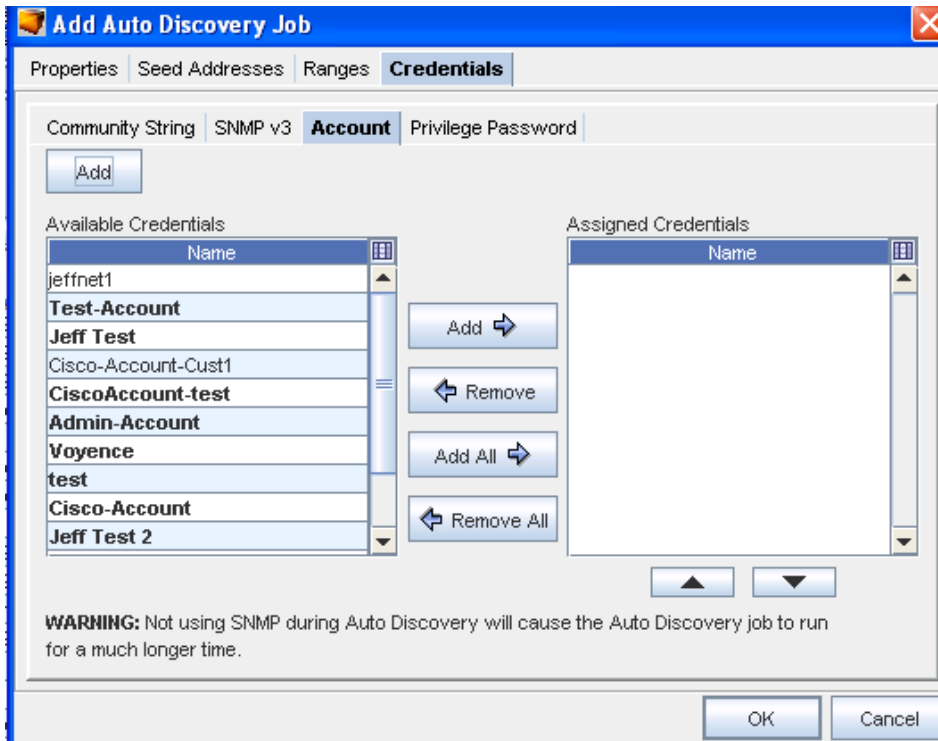 Add Auto Discovery Job
Properties Seed Addresses Ranges Credentials
Community String SNMP v3 Account Privilege Password
Add
Available Credentials
Name
jeffnet1
Test-Account
Jeff Test
Cisco-Account-Cust1
CiscoAccount-test
Admin-Account
Voyence
test
Cisco-Account
Jeff Test 2
Add
Remove
Add All
Remove All
Assigned Credentials
Name
WARNING: Not using SNMP during Auto Discovery will cause the Auto Discovery job to run
for a much longer time.
OK Cancel